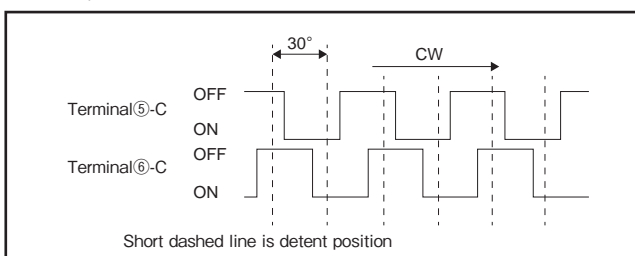 30°
CW
OFF
Terminal⑤-C
ON
OFF
Terminal⑥-C
ON
Short dashed line is detent position